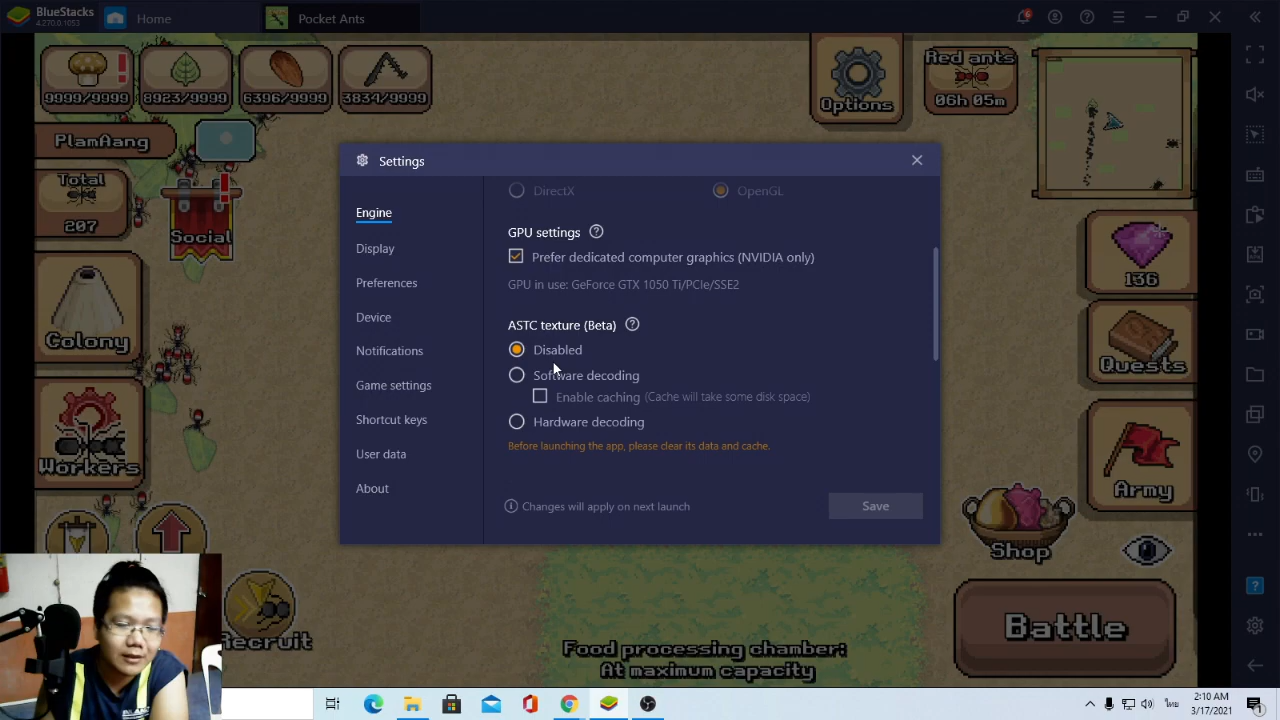 BlueStacks
4.270.0.1053
Home
Pocket Ants
6
9999/9999
8923/9999
6396/9999
3834/9999
Options
Red ants
06h 05m
PlamAang
Total
207
Social
Colony
Workers
Recruit
136
Quests
Army
Shop
Battle
Food processing chamber:
At maximum capacity
Settings
Engine
Display
Preferences
Device
Notifications
Game settings
Shortcut keys
User data
About
DirectX
OpenGL
GPU settings
Prefer dedicated computer graphics (NVIDIA only)
GPU in use: GeForce GTX 1050 Ti/PCIe/SSE2
ASTC texture (Beta)
Disabled
Software decoding
Enable caching (Cache will take some disk space)
Hardware decoding
Before launching the app, please clear its data and cache.
Changes will apply on next launch
Save
ไทย
2:10 AM
3/17/2021
1